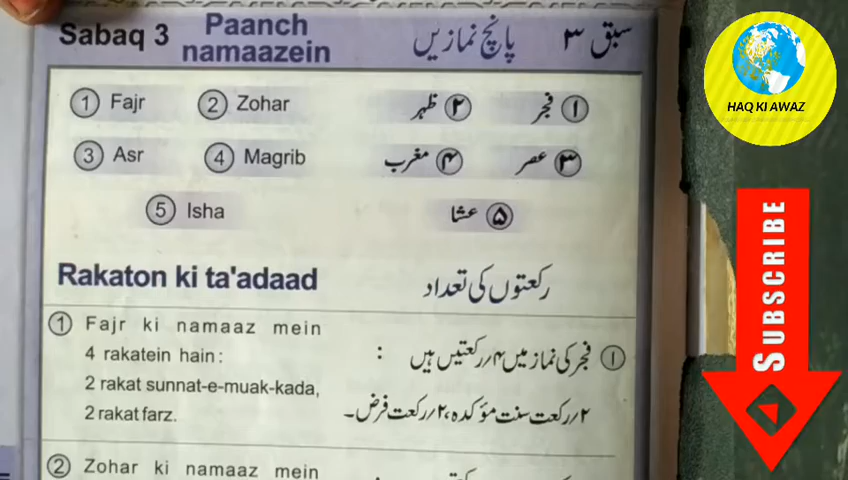 Sabaq 3
Paanch
namaazein
پانچ نمازیں
سبق ۳
① Fajr
② Zohar
۲ ظہر
۱ فجر
③ Asr
④ Magrib
۴ مغرب
۳ عصر
⑤ Isha
۵ عشا
Rakaton ki ta'adaad
رکعتوں کی تعداد
① Fajr ki namaaz mein
4 rakatein hain :
2 rakat sunnat-e-muak-kada,
2 rakat farz.
۱ فجر کی نماز میں ۴/رکعتیں ہیں :
۲/رکعت سنت مؤکدہ، ۲/رکعت فرض۔
② Zohar ki namaaz mein
HAQ KI AWAZ
SUBSCRIBE